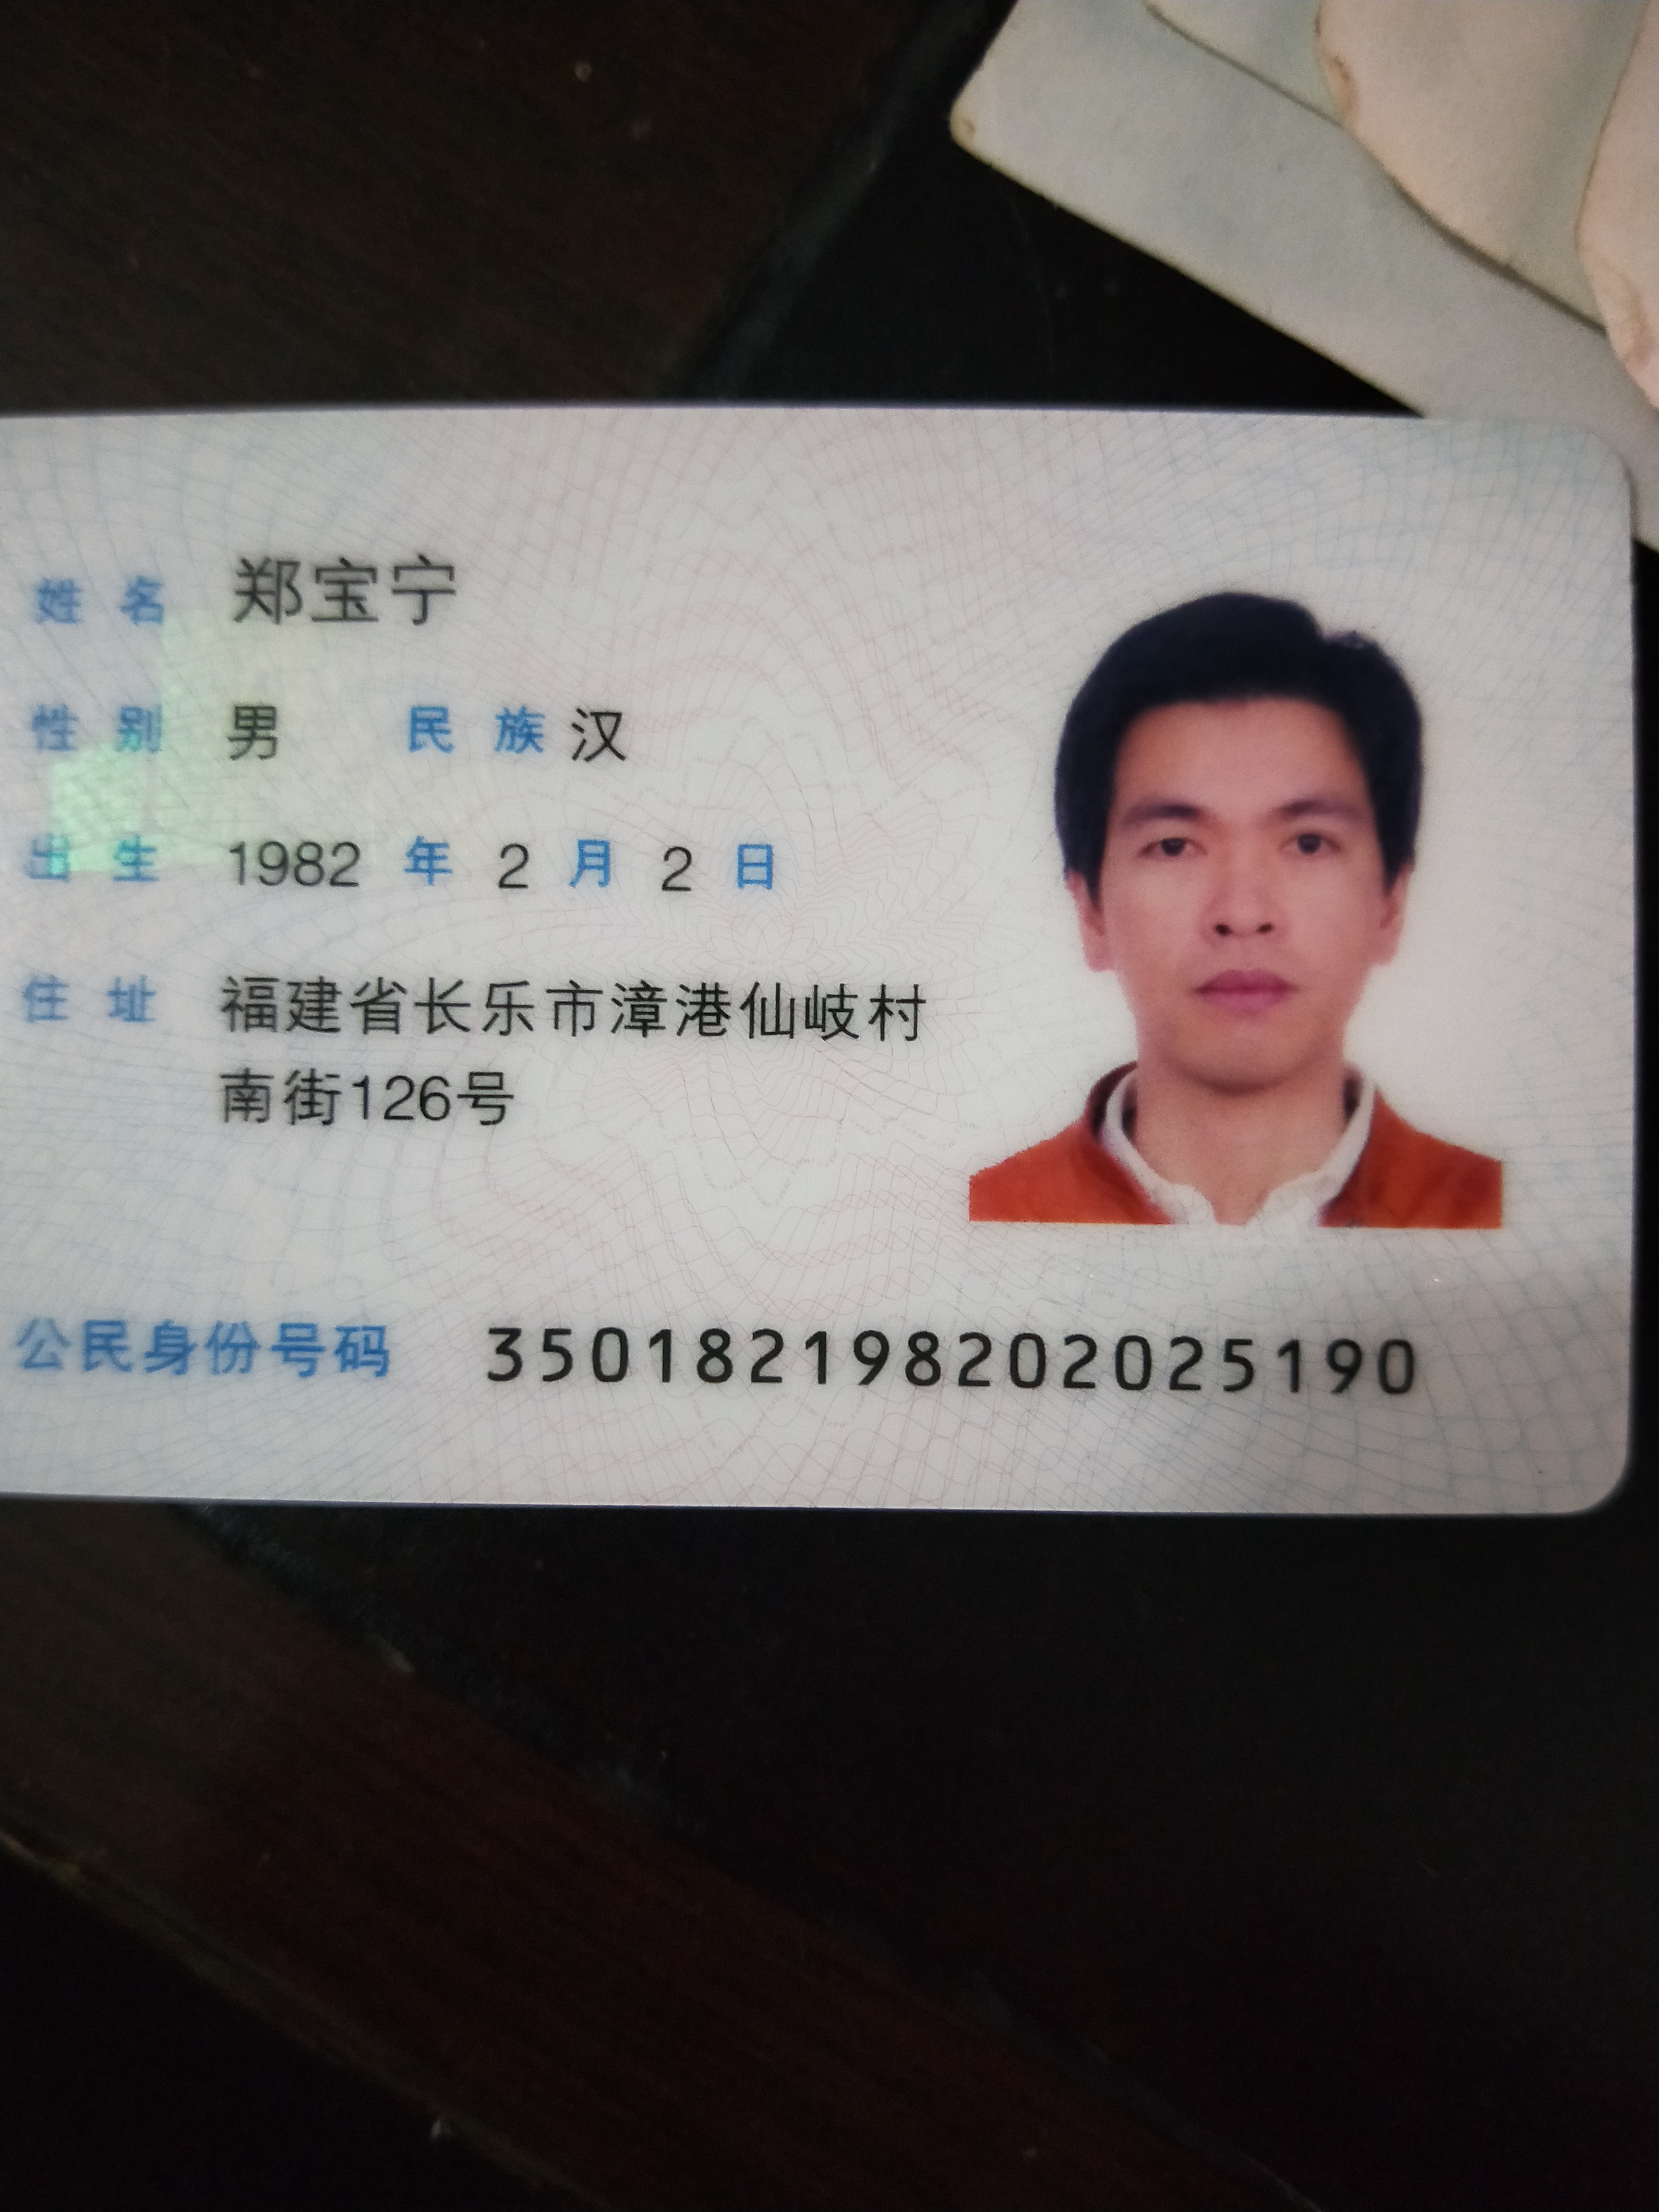 姓名 郑宝宁
性别 男 民族 汉
出生 1982 年 2 月 2 日
住址 福建省长乐市漳港仙岐村
南街126号
公民身份号码 350182198202025190